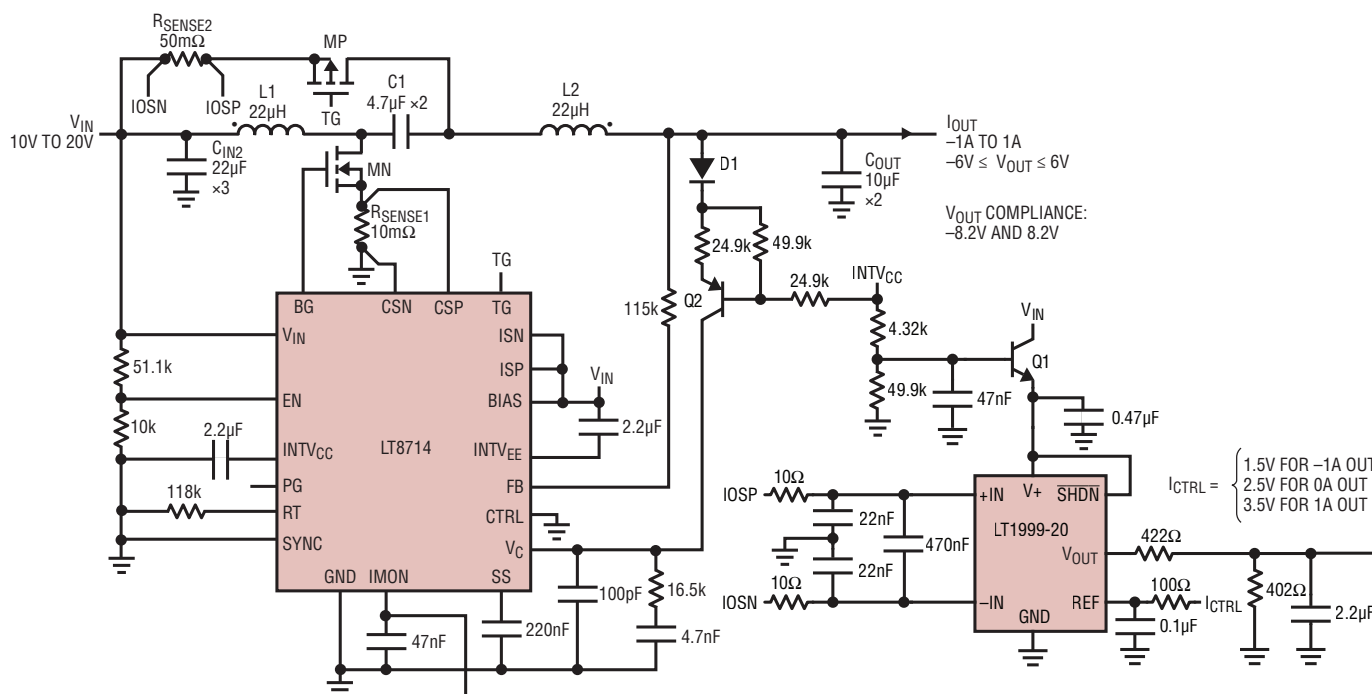 RSENSE2
50mΩ
MP
IOSN
IOSP
TG
L1
22µH
C1
4.7µF ×2
L2
22µH
VIN
10V TO 20V
CIN2
22µF
×3
MN
RSENSE1
10mΩ
D1
COUT
10µF
×2
IOUT
–1A TO 1A
–6V ≤ VOUT ≤ 6V
VOUT COMPLIANCE:
–8.2V AND 8.2V
24.9k
49.9k
Q2
24.9k
INTVCC
4.32k
49.9k
47nF
VIN
Q1
0.47µF
115k
TG
BG
CSN
CSP
TG
VIN
ISN
ISP
BIAS
VIN
2.2µF
EN
51.1k
10k
2.2µF
INTVCC
LT8714
INTVEE
PG
FB
118k
RT
CTRL
SYNC
VC
GND
IMON
SS
47nF
220nF
100pF
16.5k
4.7nF
IOSP
10Ω
22nF
22nF
470nF
IOSN
10Ω
+IN
V+
SHDN
LT1999-20
VOUT
–IN
REF
GND
422Ω
100Ω
ICTRL
0.1µF
402Ω
2.2µF
ICTRL =
1.5V FOR –1A OUT
2.5V FOR 0A OUT
3.5V FOR 1A OUT